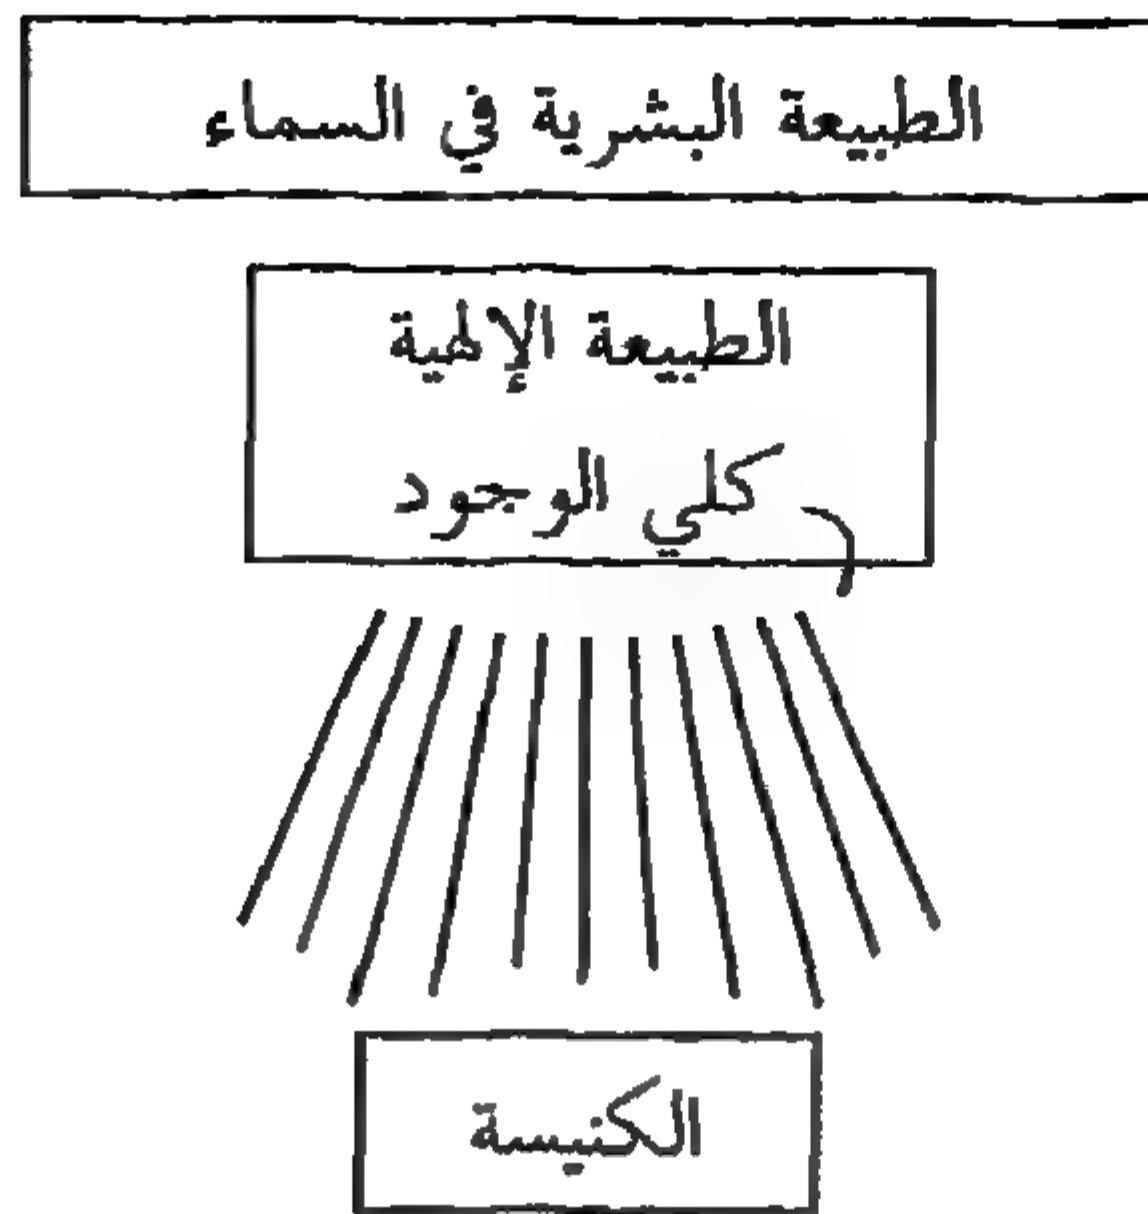 الطبيعة البشرية في السماء
الطبيعة الإلهية
كلي الوجود
الكنيسة